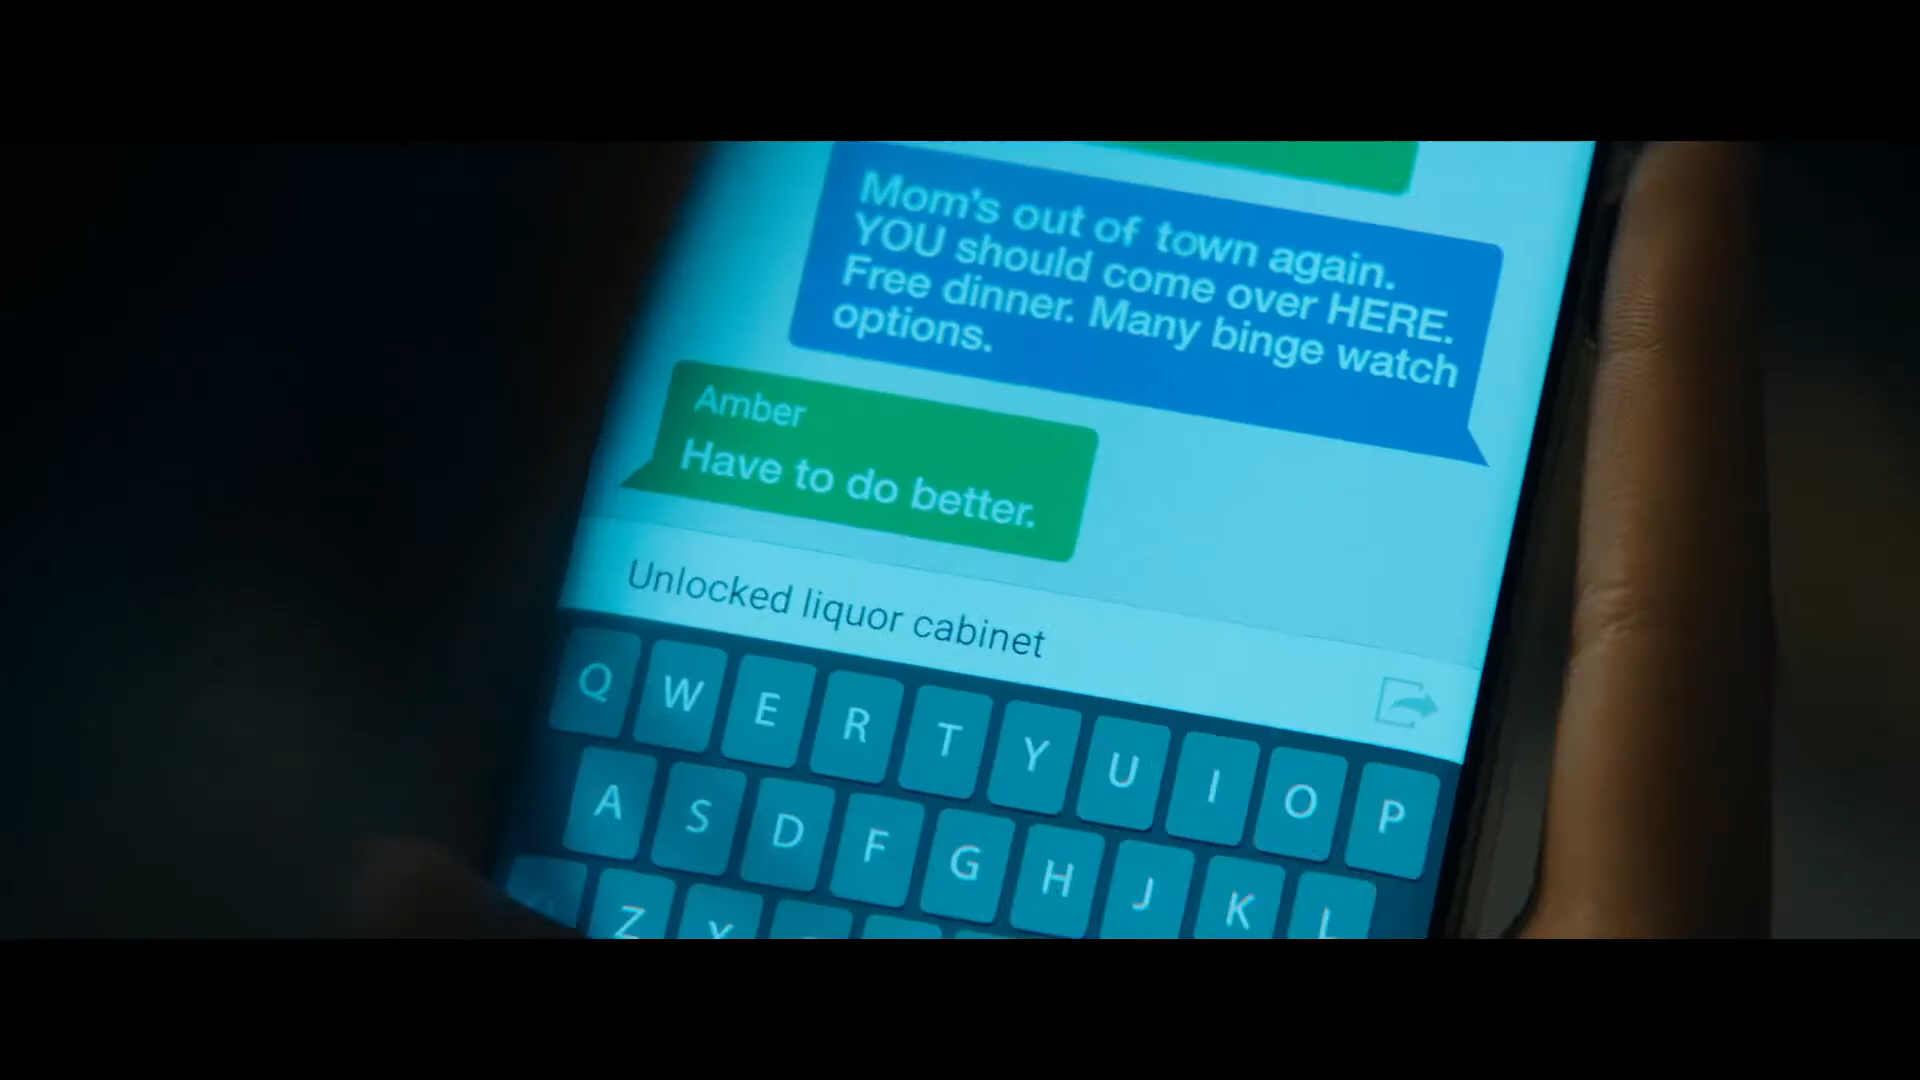 Mom's out of town again.
YOU should come over HERE.
Free dinner. Many binge watch
options.
Amber
Have to do better.
Unlocked liquor cabinet
Q W E R T Y U I O P
A S D F G H J K L
Z X